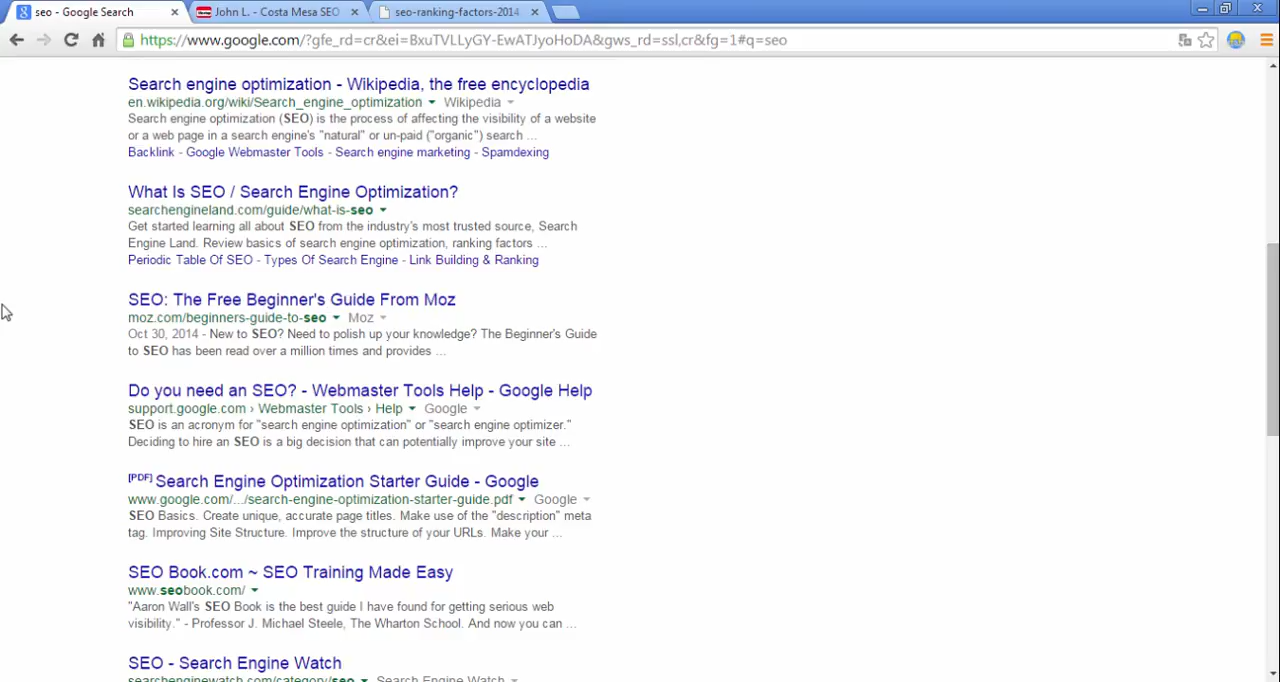 seo - Google Search
John L. - Costa Mesa SEO
seo-ranking-factors-2014
https://www.google.com/?gfe_rd=cr&ei=BxuTVLLyGY-EwATJyoHoDA&gws_rd=ssl,cr&fg=1#q=seo
Search engine optimization - Wikipedia, the free encyclopedia
en.wikipedia.org/wiki/Search_engine_optimization Wikipedia
Search engine optimization (SEO) is the process of affecting the visibility of a website
or a web page in a search engine's "natural" or un-paid ("organic") search ...
Backlink - Google Webmaster Tools - Search engine marketing - Spamdexing
What Is SEO / Search Engine Optimization?
searchengineland.com/guide/what-is-seo
Get started learning all about SEO from the industry's most trusted source, Search
Engine Land. Review basics of search engine optimization, ranking factors ...
Periodic Table Of SEO - Types Of Search Engine - Link Building & Ranking
SEO: The Free Beginner's Guide From Moz
moz.com/beginners-guide-to-seo Moz
Oct 30, 2014 - New to SEO? Need to polish up your knowledge? The Beginner's Guide
to SEO has been read over a million times and provides ...
Do you need an SEO? - Webmaster Tools Help - Google Help
support.google.com › Webmaster Tools › Help Google
SEO is an acronym for "search engine optimization" or "search engine optimizer."
Deciding to hire an SEO is a big decision that can potentially improve your site ...
[PDF] Search Engine Optimization Starter Guide - Google
www.google.com/.../search-engine-optimization-starter-guide.pdf Google
SEO Basics. Create unique, accurate page titles. Make use of the "description" meta
tag. Improving Site Structure. Improve the structure of your URLs. Make your ...
SEO Book.com ~ SEO Training Made Easy
www.seobook.com/
"Aaron Wall's SEO Book is the best guide I have found for getting serious web
visibility." - Professor J. Michael Steele, The Wharton School. And now you can ...
SEO - Search Engine Watch
searchenginewatch.com/category/seo Search Engine Watch